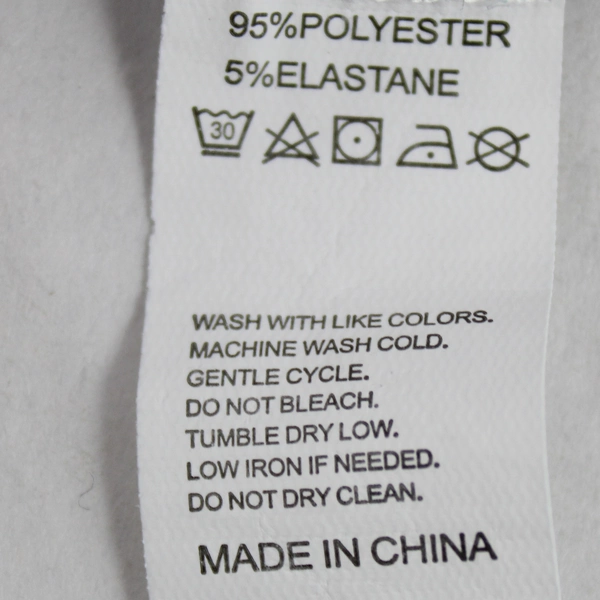 95%POLYESTER
5%ELASTANE
30
WASH WITH LIKE COLORS.
MACHINE WASH COLD.
GENTLE CYCLE.
DO NOT BLEACH.
TUMBLE DRY LOW.
LOW IRON IF NEEDED.
DO NOT DRY CLEAN.
MADE IN CHINA